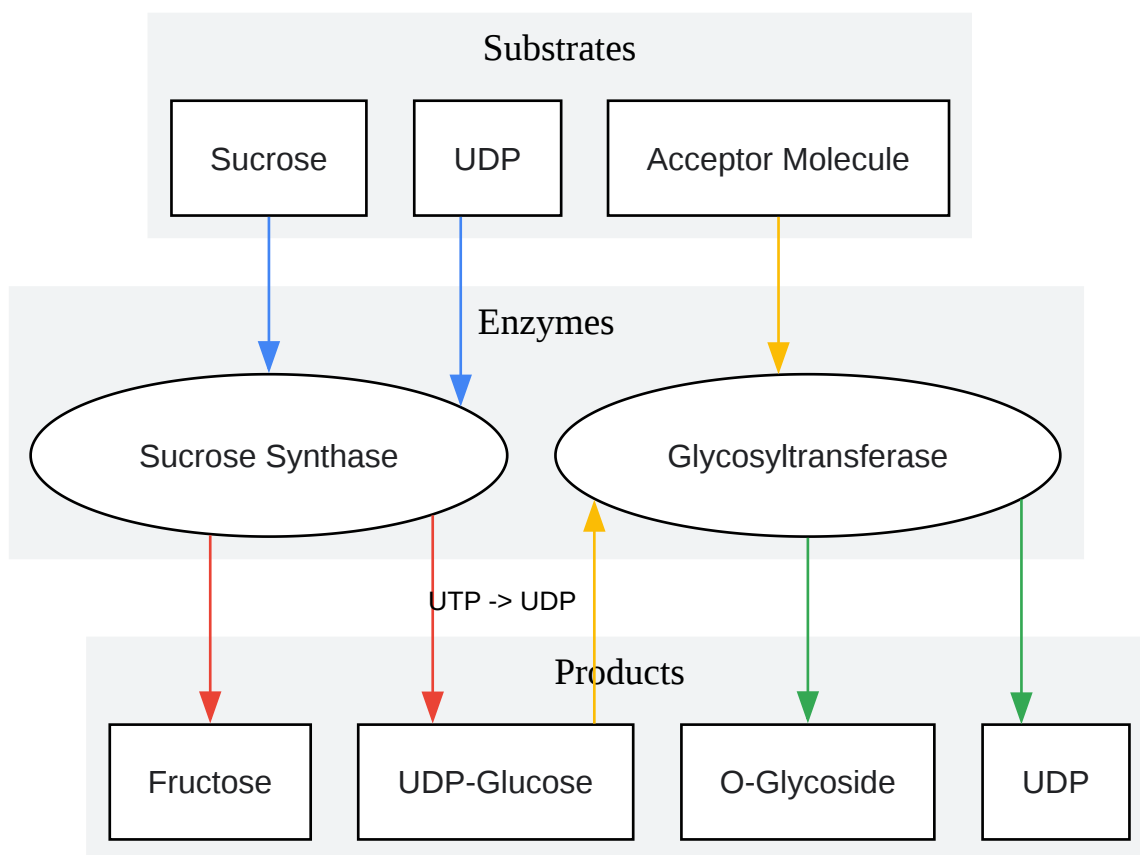 Substrates
Sucrose
UDP
Acceptor Molecule
Enzymes
Sucrose Synthase
Glycosyltransferase
UTP -> UDP
Products
Fructose
UDP-Glucose
O-Glycoside
UDP